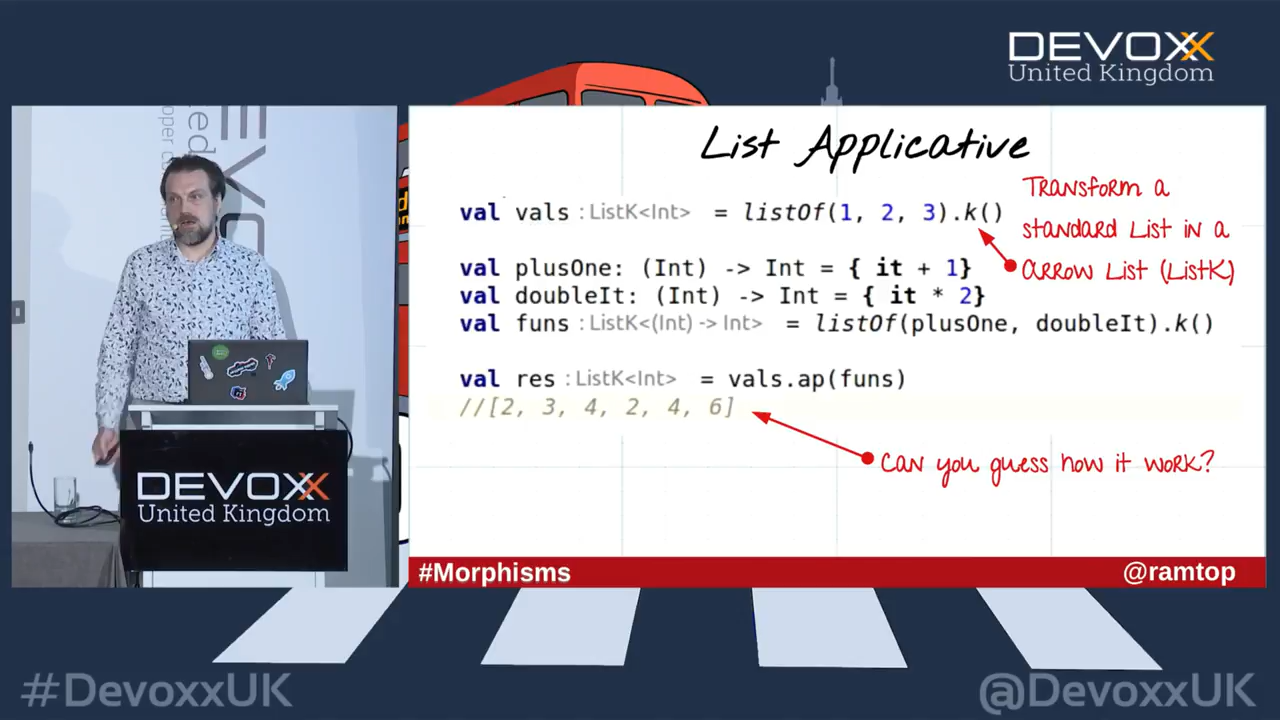 DEVOXX
United Kingdom
List Applicative
val vals : ListK<Int> = listOf(1, 2, 3).k()
Transform a
standard List in a
Arrow List (ListK)
val plusOne: (Int) -> Int = { it + 1}
val doubleIt: (Int) -> Int = { it * 2}
val funs : ListK<(Int) -> Int> = listOf(plusOne, doubleIt).k()
val res : ListK<Int> = vals.ap(funs)
//[2, 3, 4, 2, 4, 6]
Can you guess how it work?
#Morphisms
@ramtop
DEVOXX
United Kingdom
#DevoxxUK
@DevoxxUK